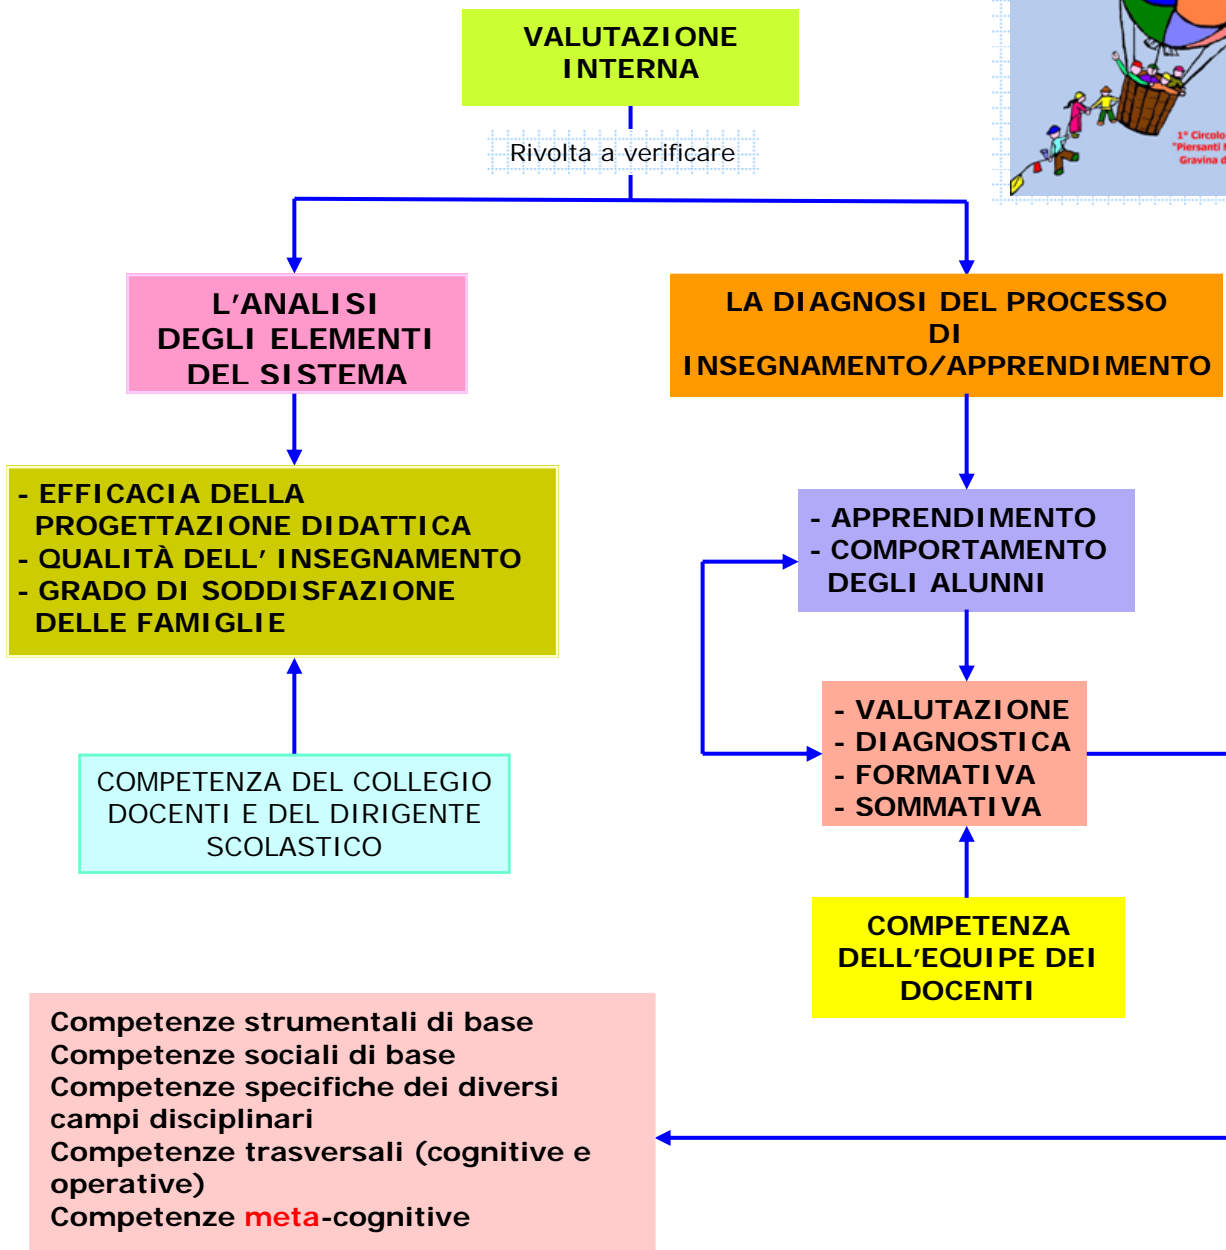 VALUTAZIONE
INTERNA
Rivolta a verificare
1° Circolo
"Piersanti
Gravina d
L'ANALISI
DEGLI ELEMENTI
DEL SISTEMA
LA DIAGNOSI DEL PROCESSO
DI
INSEGNAMENTO/APPRENDIMENTO
- EFFICACIA DELLA
PROGETTAZIONE DIDATTICA
- QUALITÀ DELL' INSEGNAMENTO
- GRADO DI SODDISFAZIONE
DELLE FAMIGLIE
- APPRENDIMENTO
- COMPORTAMENTO
DEGLI ALUNNI
- VALUTAZIONE
- DIAGNOSTICA
- FORMATIVA
- SOMMATIVA
COMPETENZA DEL COLLEGIO
DOCENTI E DEL DIRIGENTE
SCOLASTICO
COMPETENZA
DELL'EQUIPE DEI
DOCENTI
Competenze strumentali di base
Competenze sociali di base
Competenze specifiche dei diversi
campi disciplinari
Competenze trasversali (cognitive e
operative)
Competenze meta-cognitive